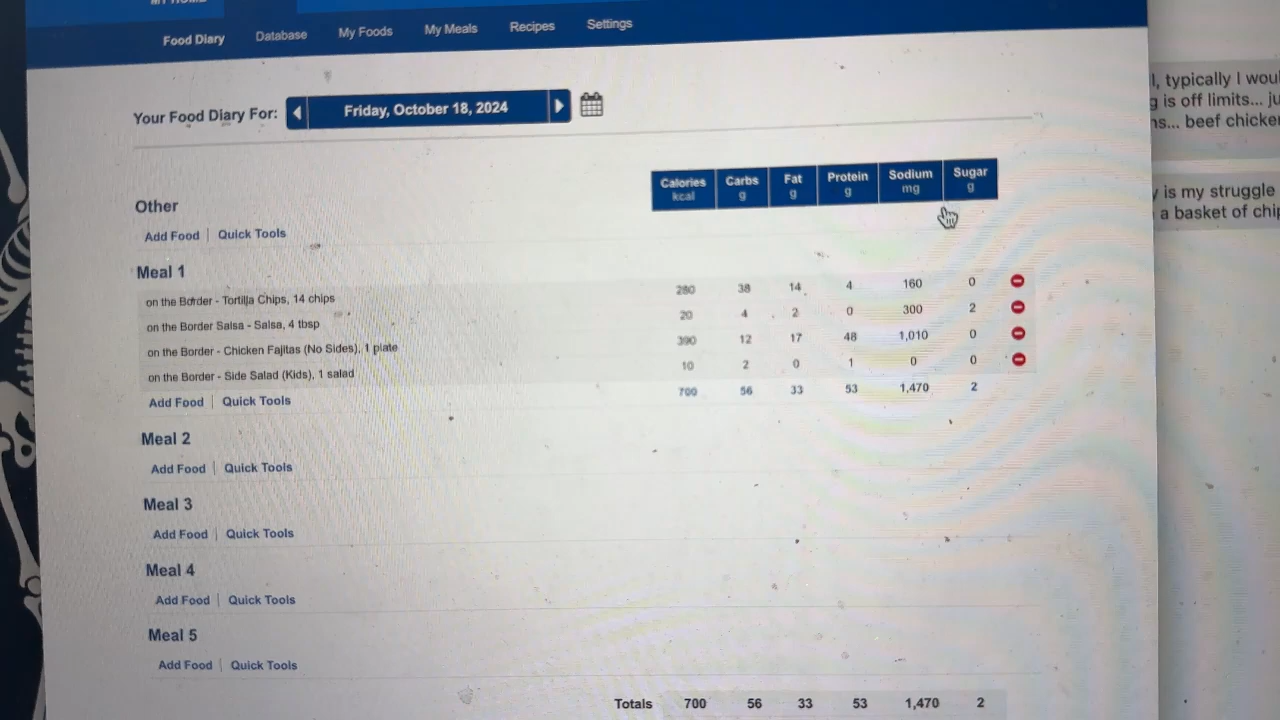 MY HOME
Food Diary Database My Foods My Meals Recipes Settings
Your Food Diary For: Friday, October 18, 2024
Calories kcal Carbs g Fat g Protein g Sodium mg Sugar g
Other
Add Food | Quick Tools
Meal 1
on the Border - Tortilla Chips, 14 chips 280 38 14 4 160 0
on the Border Salsa - Salsa, 4 tbsp 20 4 2 0 300 2
on the Border - Chicken Fajitas (No Sides), 1 plate 390 12 17 48 1,010 0
on the Border - Side Salad (Kids), 1 salad 10 2 0 1 0 0
Add Food | Quick Tools 700 56 33 53 1,470 2
Meal 2
Add Food | Quick Tools
Meal 3
Add Food | Quick Tools
Meal 4
Add Food | Quick Tools
Meal 5
Add Food | Quick Tools
Totals 700 56 33 53 1,470 2
l, typically I woul
g is off limits... ju
ns... beef chicke
y is my struggle
a basket of chip